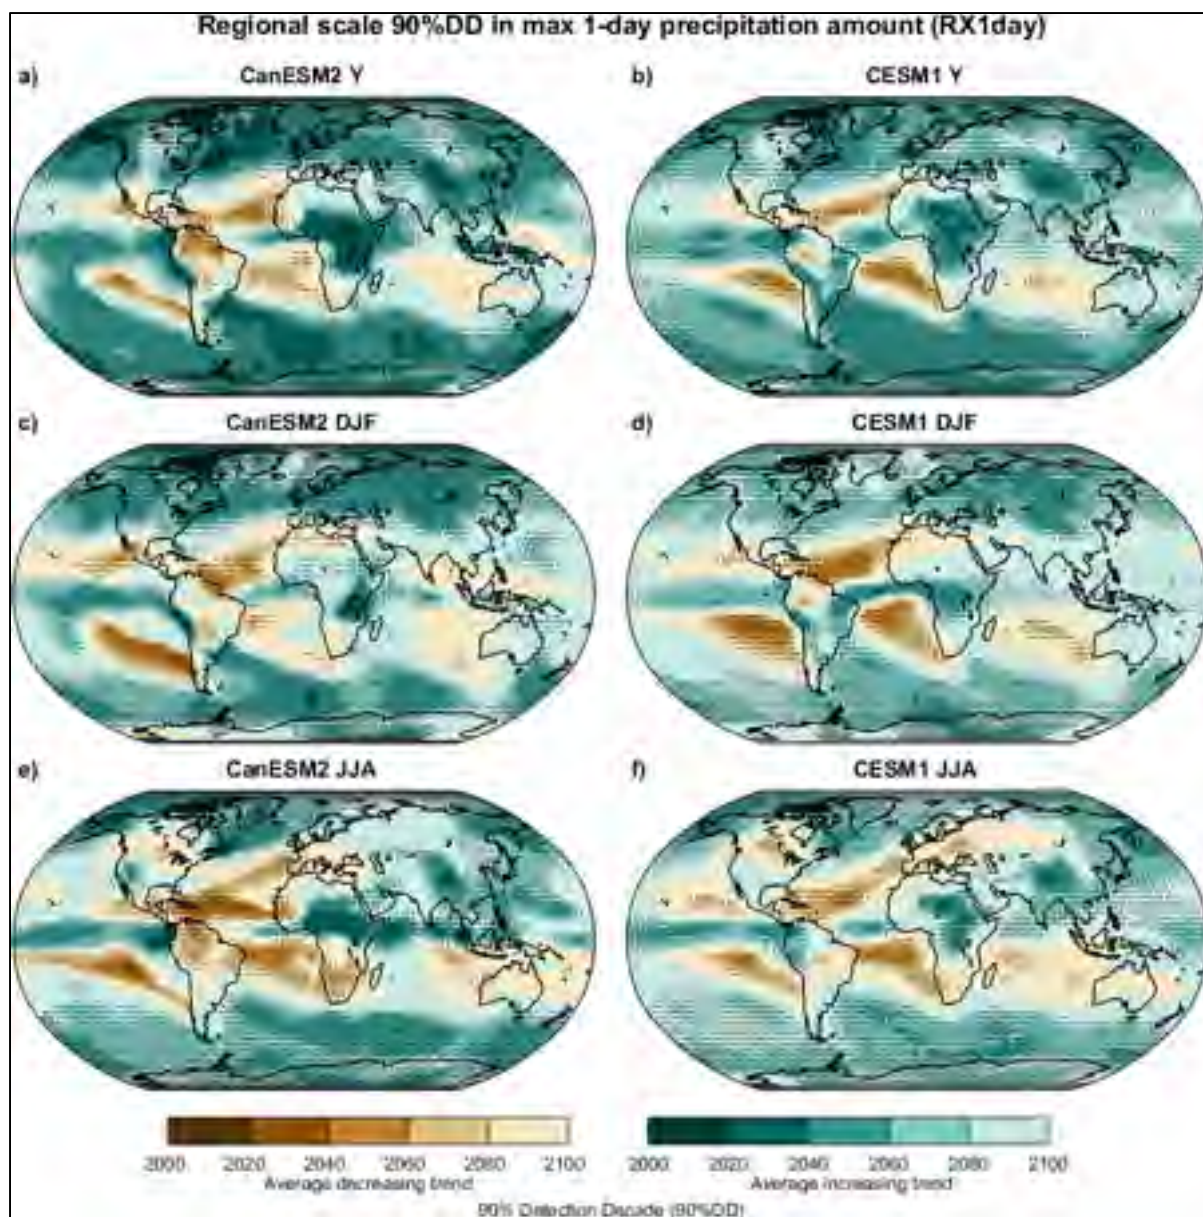 Regional scale 90%DD in max 1-day precipitation amount (RX1day)
a) CanESM2 Y b) CESM1 Y
c) CanESM2 DJF d) CESM1 DJF
e) CanESM2 JJA f) CESM1 JJA
2000 2020 2040 2060 2080 2100 2000 2020 2040 2060 2080 2100
Average decreasing trend Average increasing trend
90% Detection Decade (90%DD)